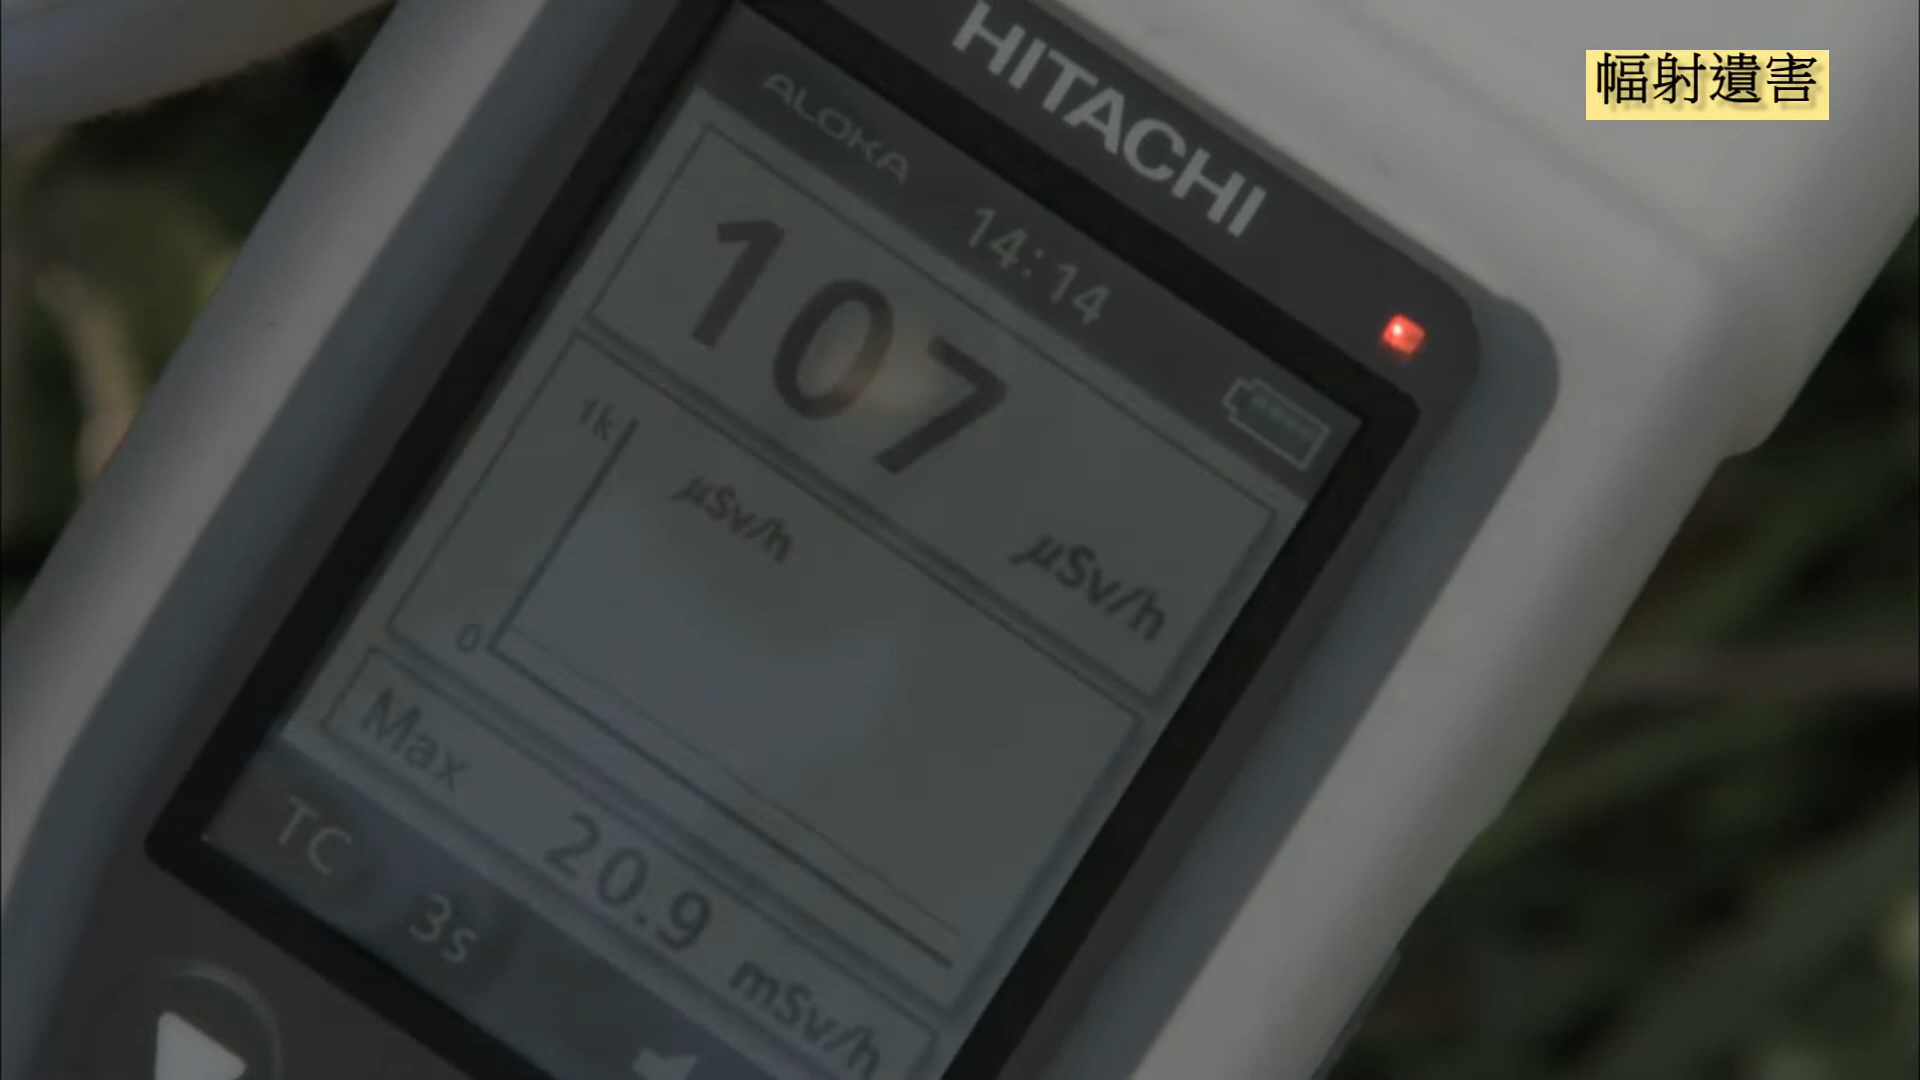 幅射遺害
HITACHI
ALOKA
14:14
107
μSv/h
1k
μSv/h
0
Max
20.9
mSv/h
TC
3s